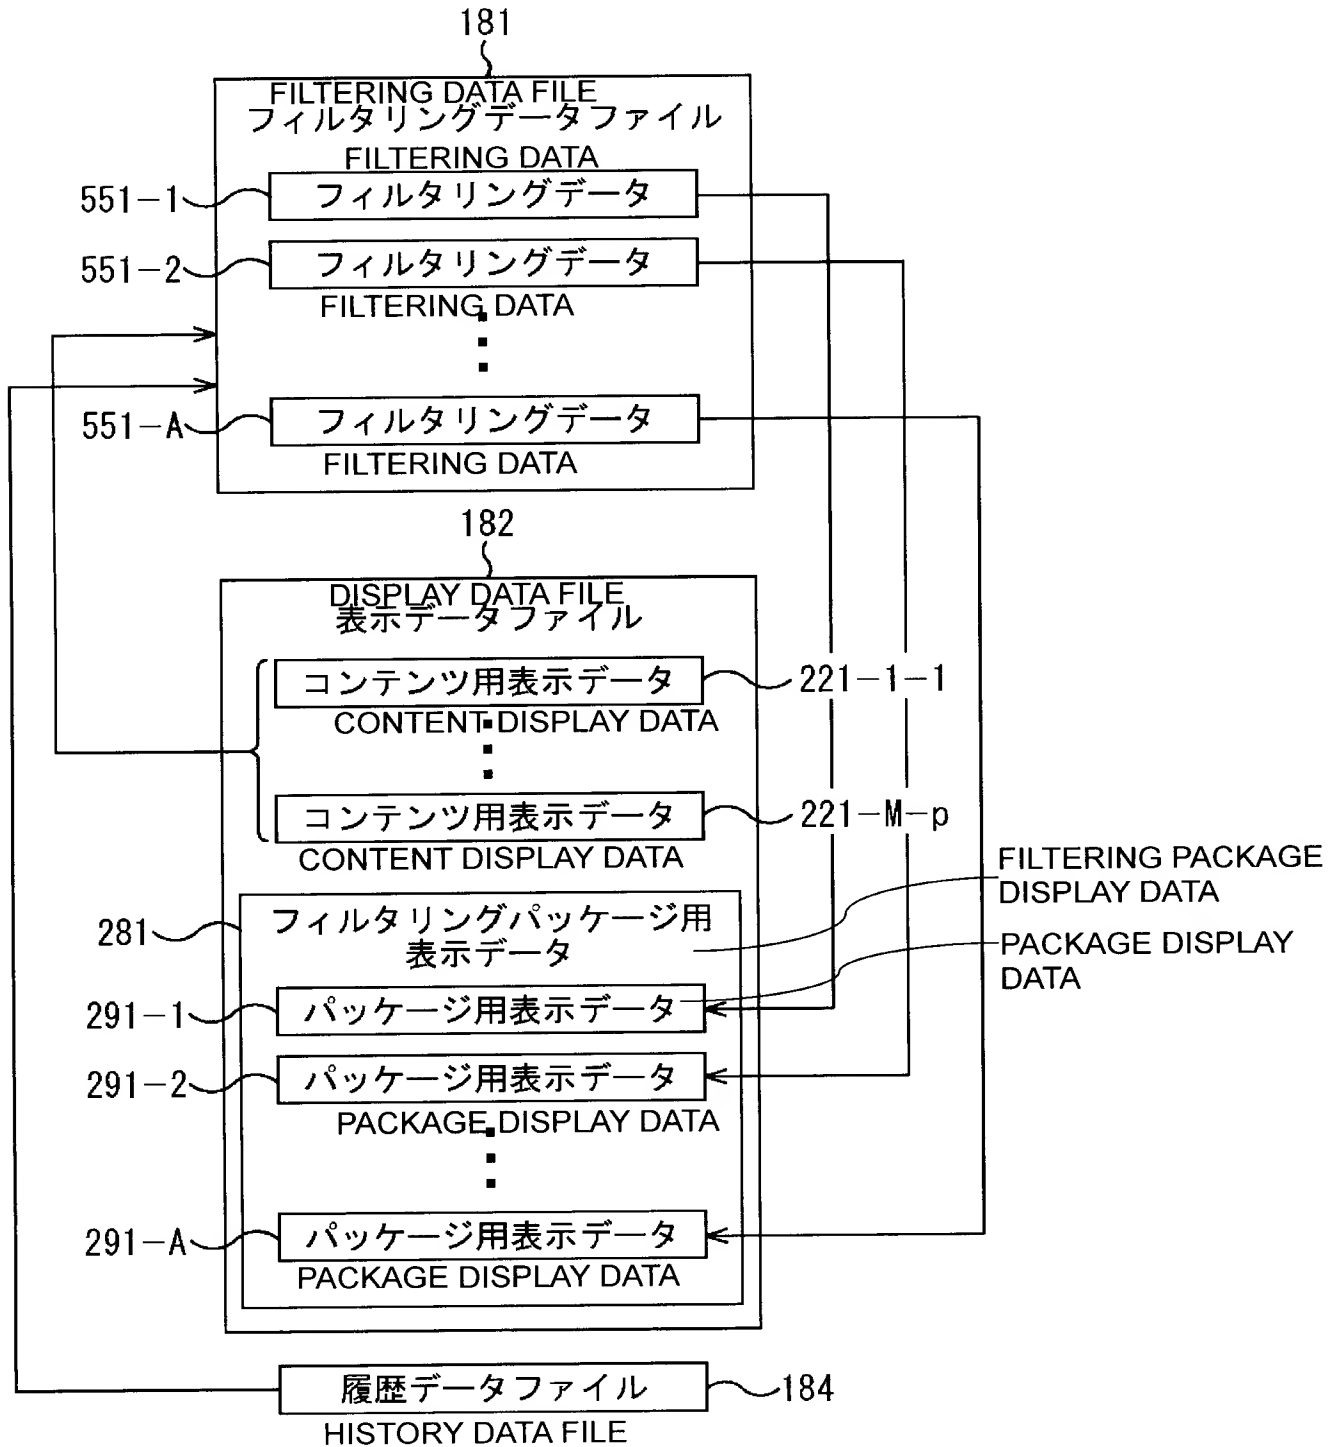 181
FILTERING DATA FILE
フィルタリングデータファイル
FILTERING DATA
551-1
フィルタリングデータ
551-2
フィルタリングデータ
FILTERING DATA
551-A
フィルタリングデータ
FILTERING DATA
182
DISPLAY DATA FILE
表示データファイル
コンテンツ用表示データ
221-1-1
CONTENT DISPLAY DATA
コンテンツ用表示データ
221-M-p
CONTENT DISPLAY DATA
FILTERING PACKAGE
DISPLAY DATA
281
フィルタリングパッケージ用
表示データ
PACKAGE DISPLAY
DATA
291-1
パッケージ用表示データ
291-2
パッケージ用表示データ
PACKAGE DISPLAY DATA
291-A
パッケージ用表示データ
PACKAGE DISPLAY DATA
履歴データファイル
184
HISTORY DATA FILE